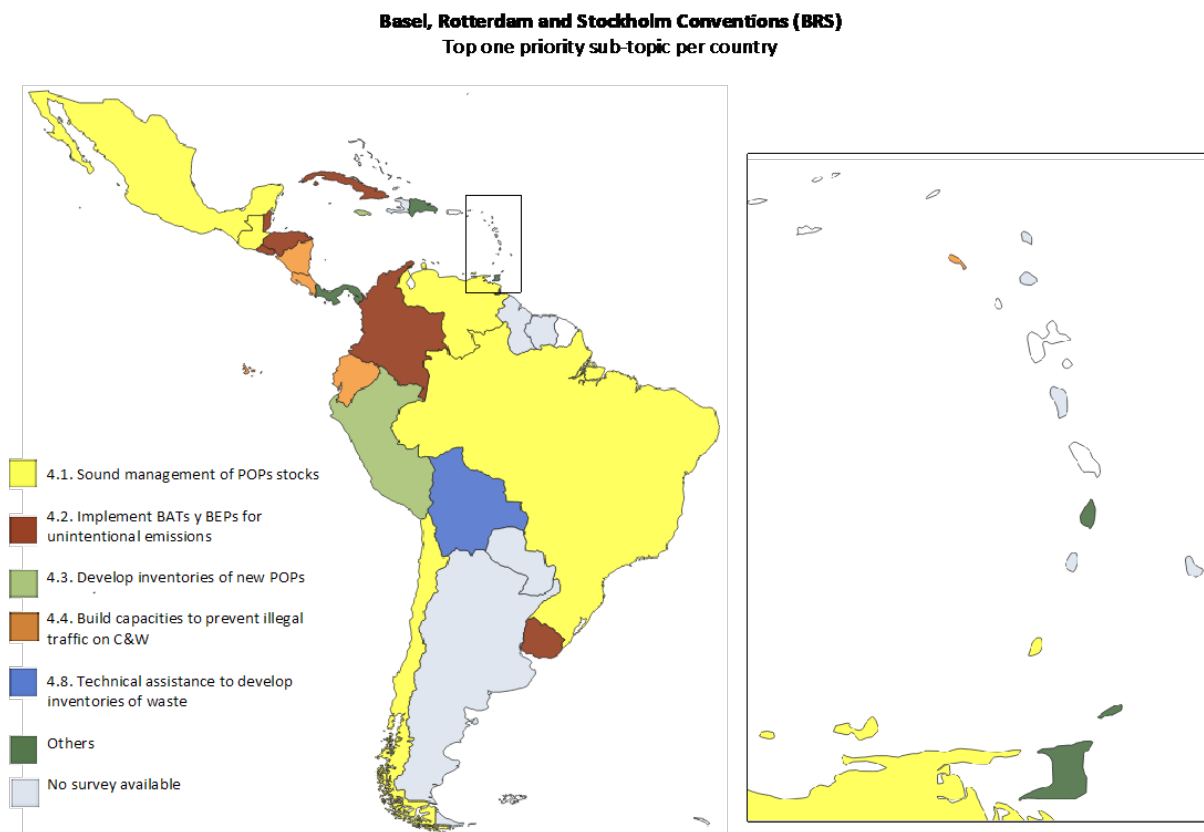 Basel, Rotterdam and Stockholm Conventions (BRS)
Top one priority sub-topic per country
4.1. Sound management of POPs stocks
4.2. Implement BATs y BEPs for
unintentional emissions
4.3. Develop inventories of new POPs
4.4. Build capacities to prevent illegal
traffic on C&W
4.8. Technical assistance to develop
inventories of waste
Others
No survey available